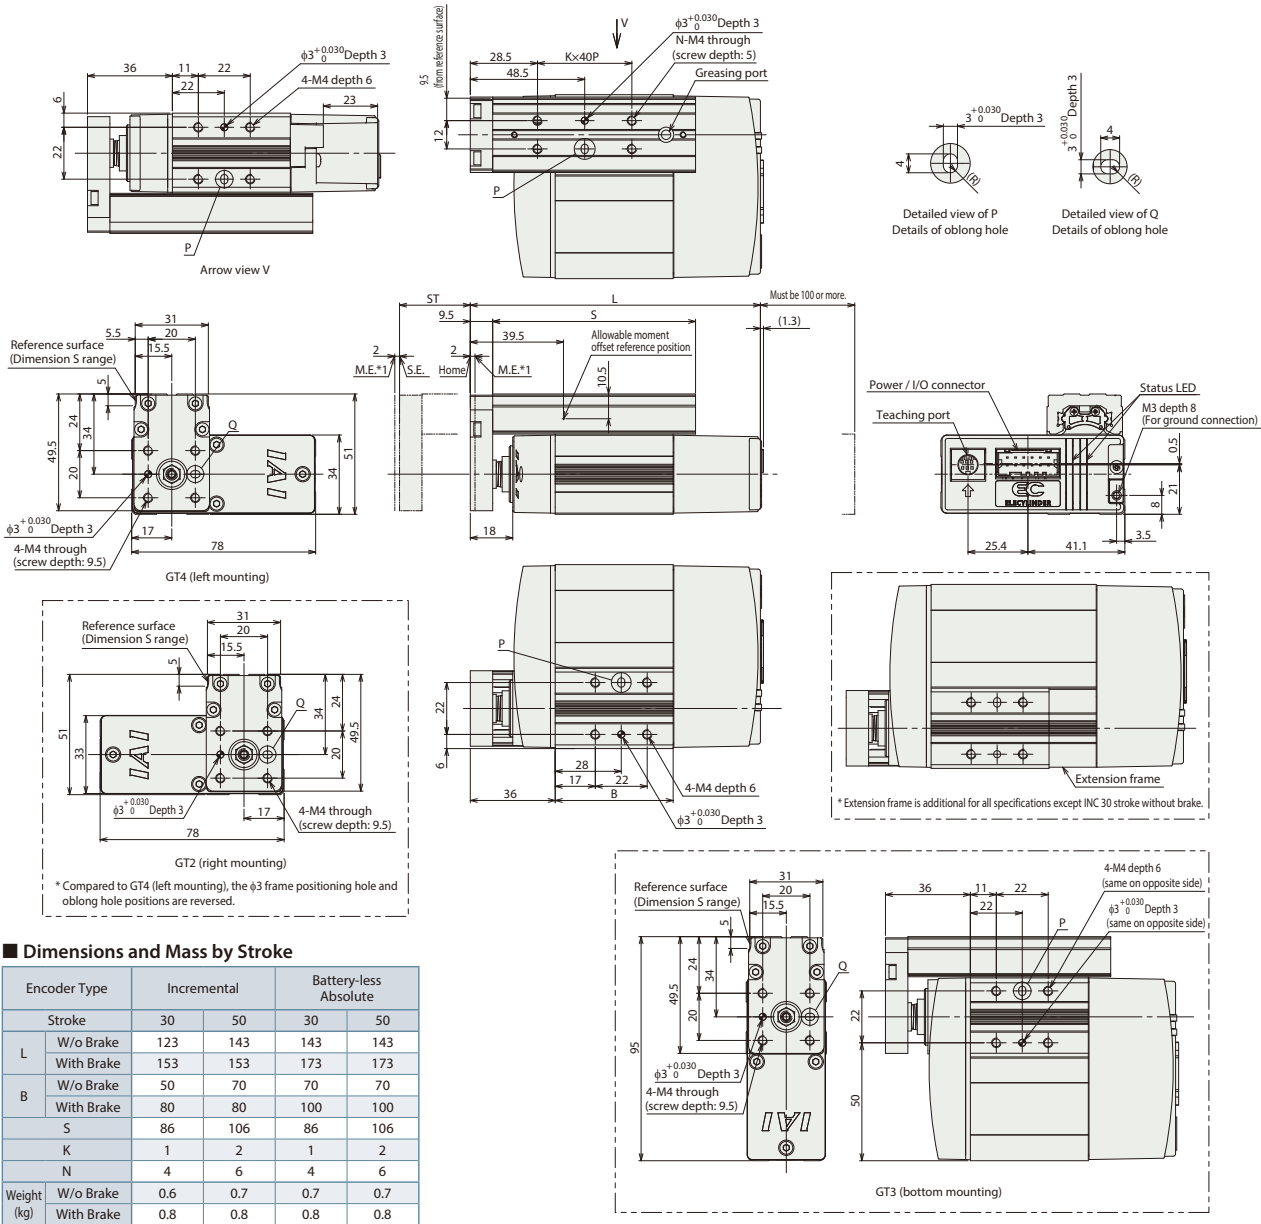 36
11
22
22
ϕ3 +0.030 0 Depth 3
4-M4 depth 6
23
6
22
P
Arrow view V
9.5
(from reference surface)
28.5
K×40P
48.5
V
ϕ3 +0.030 0 Depth 3
N-M4 through
(screw depth: 5)
Greasing port
12
P
3 +0.030 0 Depth 3
4
(R)
Detailed view of P
Details of oblong hole
3 +0.030 0 Depth 3
4
(R)
Detailed view of Q
Details of oblong hole
31
5.5
20
15.5
Reference surface
(Dimension S range)
5
49.5
24
34
20
Q
IAI
34
51
ϕ3 +0.030 0 Depth 3
17
4-M4 through
(screw depth: 9.5)
78
GT4 (left mounting)
ST
L
Must be 100 or more.
9.5
S
(1.3)
39.5
Allowable moment
offset reference position
2
2
M.E.*1
S.E.
Home
M.E.*1
10.5
18
Power / I/O connector
Teaching port
Status LED
M3 depth 8
(For ground connection)
0.5
21
8
3.5
25.4
41.1
EC
ELECYLINDER
Reference surface
(Dimension S range)
31
20
15.5
5
51
33
IAI
Q
34
24
20
49.5
ϕ3 +0.030 0 Depth 3
17
4-M4 through
(screw depth: 9.5)
78
GT2 (right mounting)
* Compared to GT4 (left mounting), the ϕ3 frame positioning hole and
oblong hole positions are reversed.
P
22
6
28
17
22
36
B
4-M4 depth 6
ϕ3 +0.030 0 Depth 3
Extension frame
* Extension frame is additional for all specifications except INC 30 stroke without brake.
Reference surface
(Dimension S range)
31
20
15.5
5
95
49.5
24
34
20
Q
ϕ3 +0.030 0 Depth 3
4-M4 through
(screw depth: 9.5)
IAI
36
11
22
22
4-M4 depth 6
(same on opposite side)
ϕ3 +0.030 0 Depth 3
(same on opposite side)
P
22
50
GT3 (bottom mounting)
■ Dimensions and Mass by Stroke
Encoder Type Incremental Battery-less Absolute
Stroke 30 50 30 50
L W/o Brake 123 143 143 143
With Brake 153 153 173 173
B W/o Brake 50 70 70 70
With Brake 80 80 100 100
S 86 106 86 106
K 1 2 1 2
N 4 6 4 6
Weight (kg) W/o Brake 0.6 0.7 0.7 0.7
With Brake 0.8 0.8 0.8 0.8